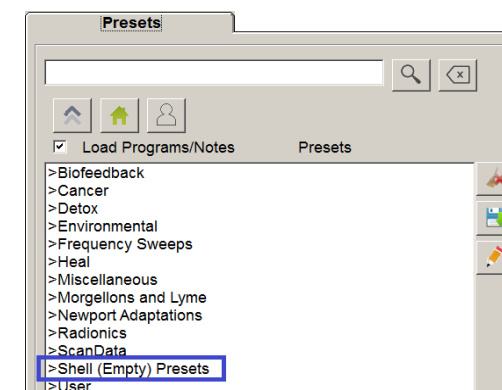 Presets
Load Programs/Notes Presets
>Biofeedback
>Cancer
>Detox
>Environmental
>Frequency Sweeps
>Heal
>Miscellaneous
>Morgellons and Lyme
>Newport Adaptations
>Radionics
>ScanData
>Shell (Empty) Presets
>User